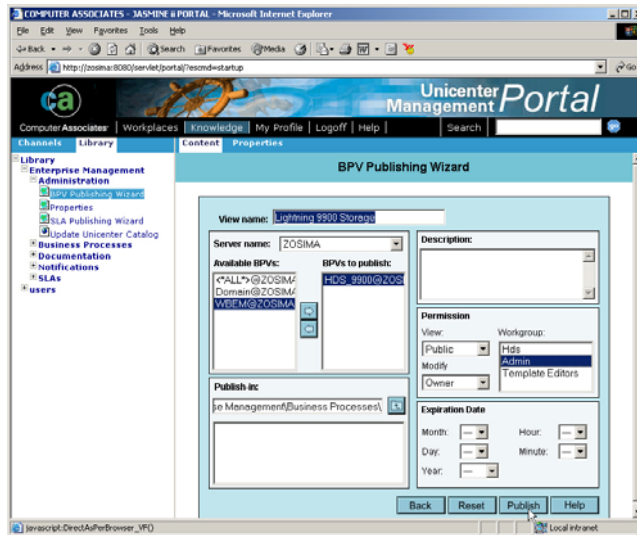 COMPUTER ASSOCIATES - JASMINE ii PORTAL - Microsoft Internet Explorer
File Edit View Favorites Tools Help
Back Search Favorites Media
Address http://zosima:8080/servlet/portal/?escmd=startup Go
ca
Unicenter
Management Portal
Computer Associates Workplaces Knowledge My Profile Logoff Help Search
Channels Library Content Properties
Library
Enterprise Management
Administration
BPV Publishing Wizard
Properties
SLA Publishing Wizard
Update Unicenter Catalog
Business Processes
Documentation
Notifications
SLAs
users
BPV Publishing Wizard
View name: Lightning 9900 Storage
Server name: ZOSIMA
Available BPVs: BPVs to publish:
<*ALL*>@ZOSIMA
Domain@ZOSIMA
WBEM@ZOSIMA
HDS_9900@ZOSI
Publish in:
se Management\Business Processes\
Description:
Permission
View: Workgroup:
Public Hds
Modify Admin
Owner Template Editors
Expiration Date
Month: --- Hour: ---
Day: --- Minute: ---
Year: ---
Back Reset Publish Help
javascript:DirectAsPerBrowser_VF() Local intranet